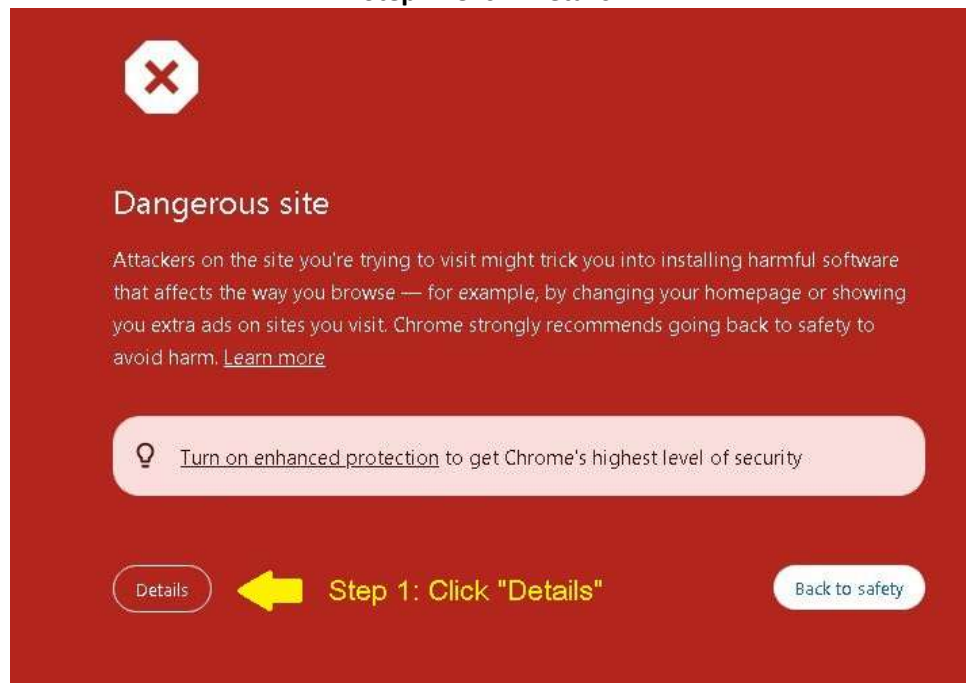 Dangerous site
Attackers on the site you're trying to visit might trick you into installing harmful software
that affects the way you browse — for example, by changing your homepage or showing
you extra ads on sites you visit. Chrome strongly recommends going back to safety to
avoid harm. Learn more
Turn on enhanced protection to get Chrome's highest level of security
Details
Step 1: Click "Details"
Back to safety